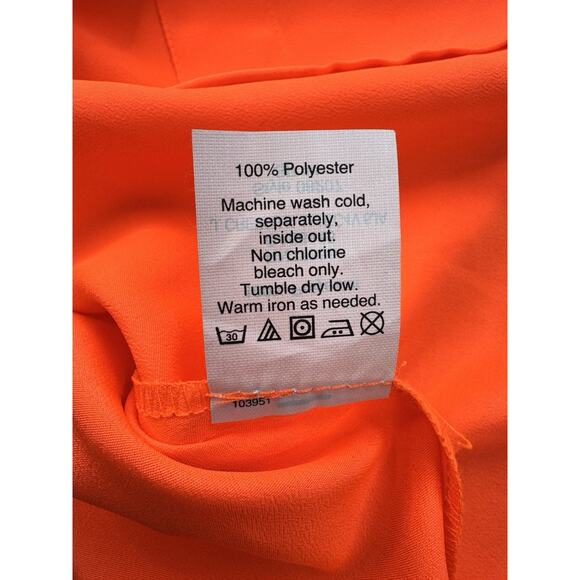 100% Polyester
Machine wash cold,
separately,
inside out.
Non chlorine
bleach only.
Tumble dry low.
Warm iron as needed.
30
103951